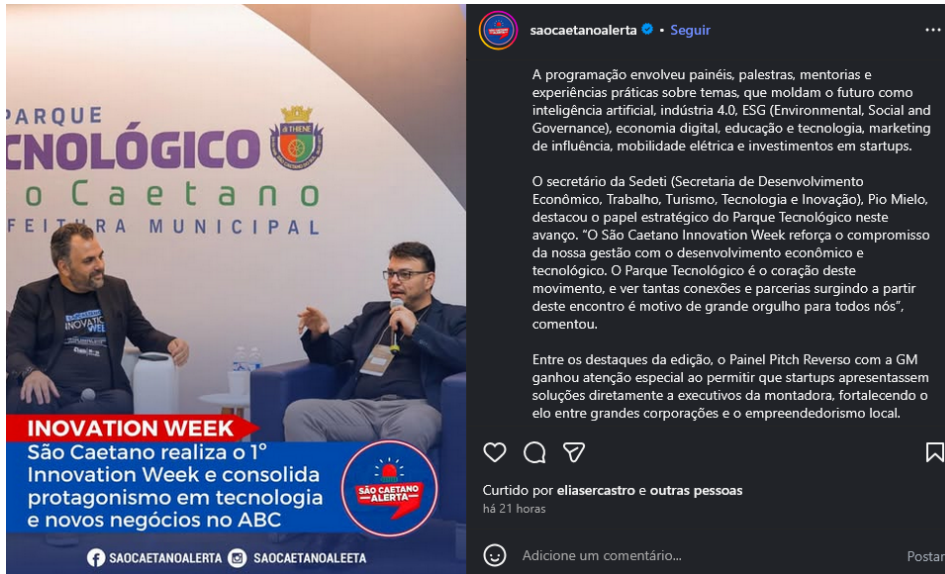 PARQUE
CNOLÓGICO
o Caetano
FEITURA MUNICIPAL
INOVATION WEEK
São Caetano realiza o 1º
Innovation Week e consolida
protagonismo em tecnologia
e novos negócios no ABC
SÃO CAETANO
ALERTA
SAOCAETANOALERTA
SAOCAETANOALEETA
saocaetanoalerta • Seguir
A programação envolveu painéis, palestras, mentorias e
experiências práticas sobre temas, que moldam o futuro como
inteligência artificial, indústria 4.0, ESG (Environmental, Social and
Governance), economia digital, educação e tecnologia, marketing
de influência, mobilidade elétrica e investimentos em startups.
O secretário da Sedeti (Secretaria de Desenvolvimento
Econômico, Trabalho, Turismo, Tecnologia e Inovação), Pio Mielo,
destacou o papel estratégico do Parque Tecnológico neste
avanço. “O São Caetano Innovation Week reforça o compromisso
da nossa gestão com o desenvolvimento econômico e
tecnológico. O Parque Tecnológico é o coração deste
movimento, e ver tantas conexões e parcerias surgindo a partir
deste encontro é motivo de grande orgulho para todos nós”,
comentou.
Entre os destaques da edição, o Painel Pitch Reverso com a GM
ganhou atenção especial ao permitir que startups apresentassem
soluções diretamente a executivos da montadora, fortalecendo o
elo entre grandes corporações e o empreendedorismo local.
Curtido por eliasercastro e outras pessoas
há 21 horas
Adicione um comentário...
Postar